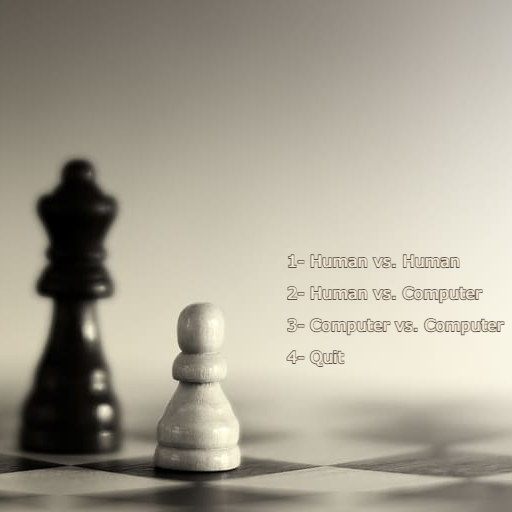 1- Human vs. Human
2- Human vs. Computer
3- Computer vs. Computer
4- Quit